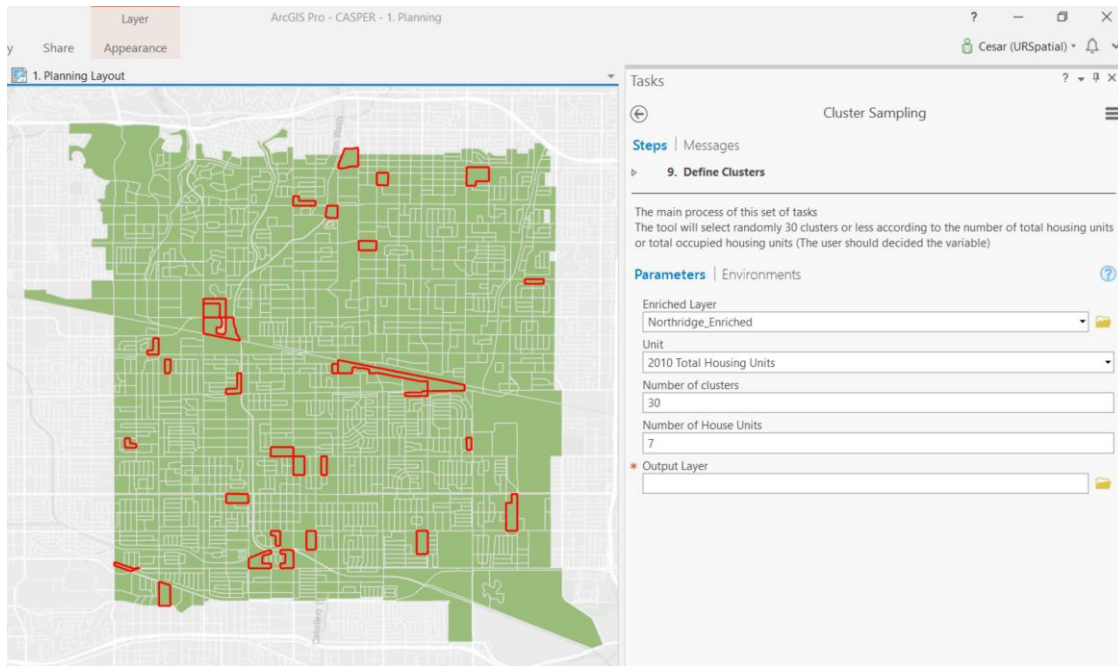 Layer
ArcGIS Pro - CASPER - 1. Planning
?
y
Share
Appearance
Cesar (URSpatial)
1. Planning Layout
Tasks
?
Cluster Sampling
Steps | Messages
9. Define Clusters
The main process of this set of tasks
The tool will select randomly 30 clusters or less according to the number of total housing units
or total occupied housing units (The user should decided the variable)
Parameters | Environments
?
Enriched Layer
Northridge_Enriched
Unit
2010 Total Housing Units
Number of clusters
30
Number of House Units
7
* Output Layer